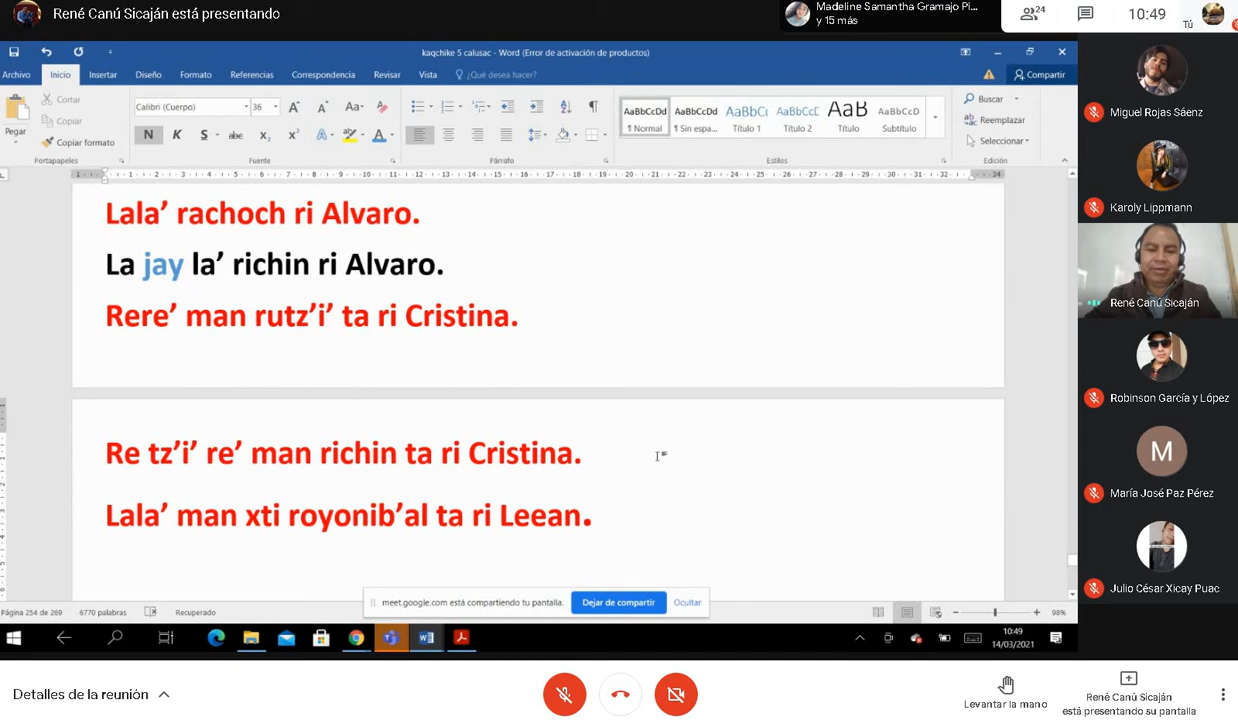 René Canú Sicaján está presentando
Madeline Samantha Gramajo Pi...
y 15 más
24
10:49
Tú
kaqchike 5 calusac - Word (Error de activación de productos)
Archivo Inicio Insertar Diseño Formato Referencias Correspondencia Revisar Vista ¿Qué desea hacer? Compartir
Pegar
Cortar
Copiar
Copiar formato
Portapapeles
Calibri (Cuerpo) 36
N K S abc x₂ x²
Fuente
Párrafo
AaBbCcDd AaBbCcDd AaBbCc AaBbCcE AaB AaBbCcD
¶ Normal ¶ Sin espa... Título 1 Título 2 Título Subtítulo
Estilos
Buscar
Reemplazar
Seleccionar
Edición
Lala’ rachoch ri Alvaro.
La jay la’ richin ri Alvaro.
Rere’ man rutz’i’ ta ri Cristina.
Re tz’i’ re’ man richin ta ri Cristina.
Lala’ man xti royonib’al ta ri Leean.
meet.google.com está compartiendo tu pantalla.
Dejar de compartir
Ocultar
Página 254 de 269 6770 palabras Recuperado
98%
10:49
14/03/2021
Miguel Rojas Sáenz
Karoly Lippmann
René Canú Sicaján
Robinson García y López
M
María José Paz Pérez
Julio César Xicay Puac
Detalles de la reunión
Levantar la mano
René Canú Sicaján
está presentando su pantalla